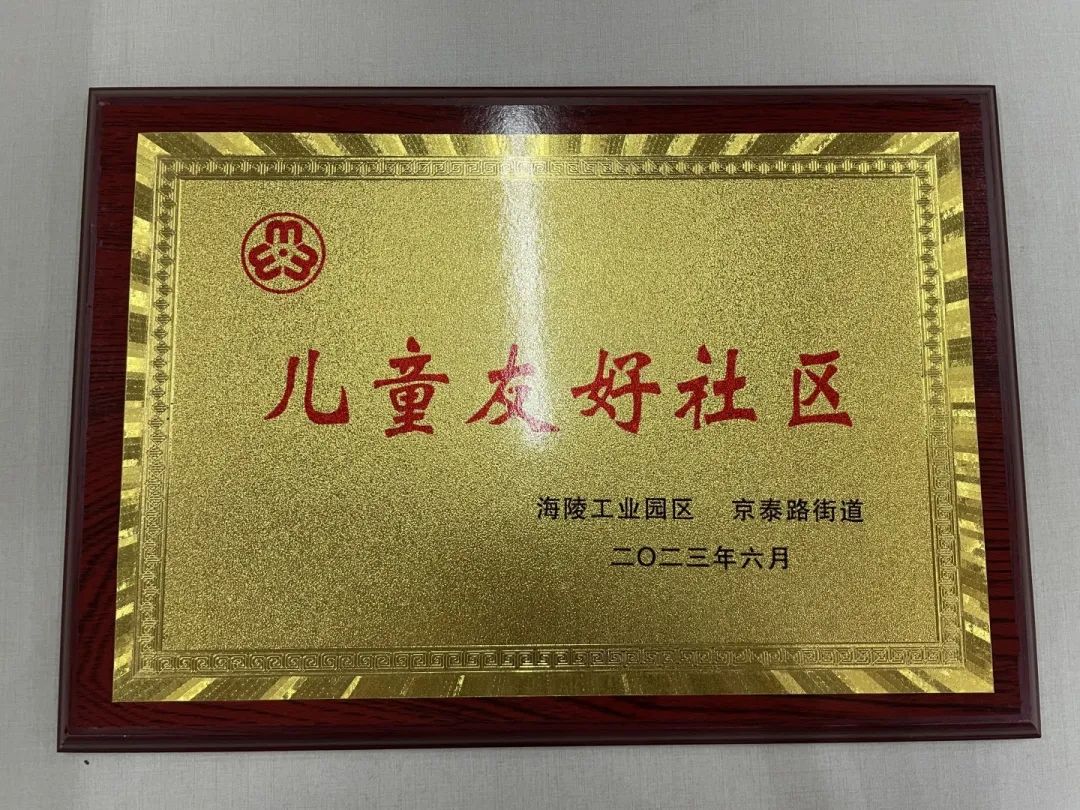 儿童友好社区
海陵工业园区 京泰路街道
二〇二三年六月